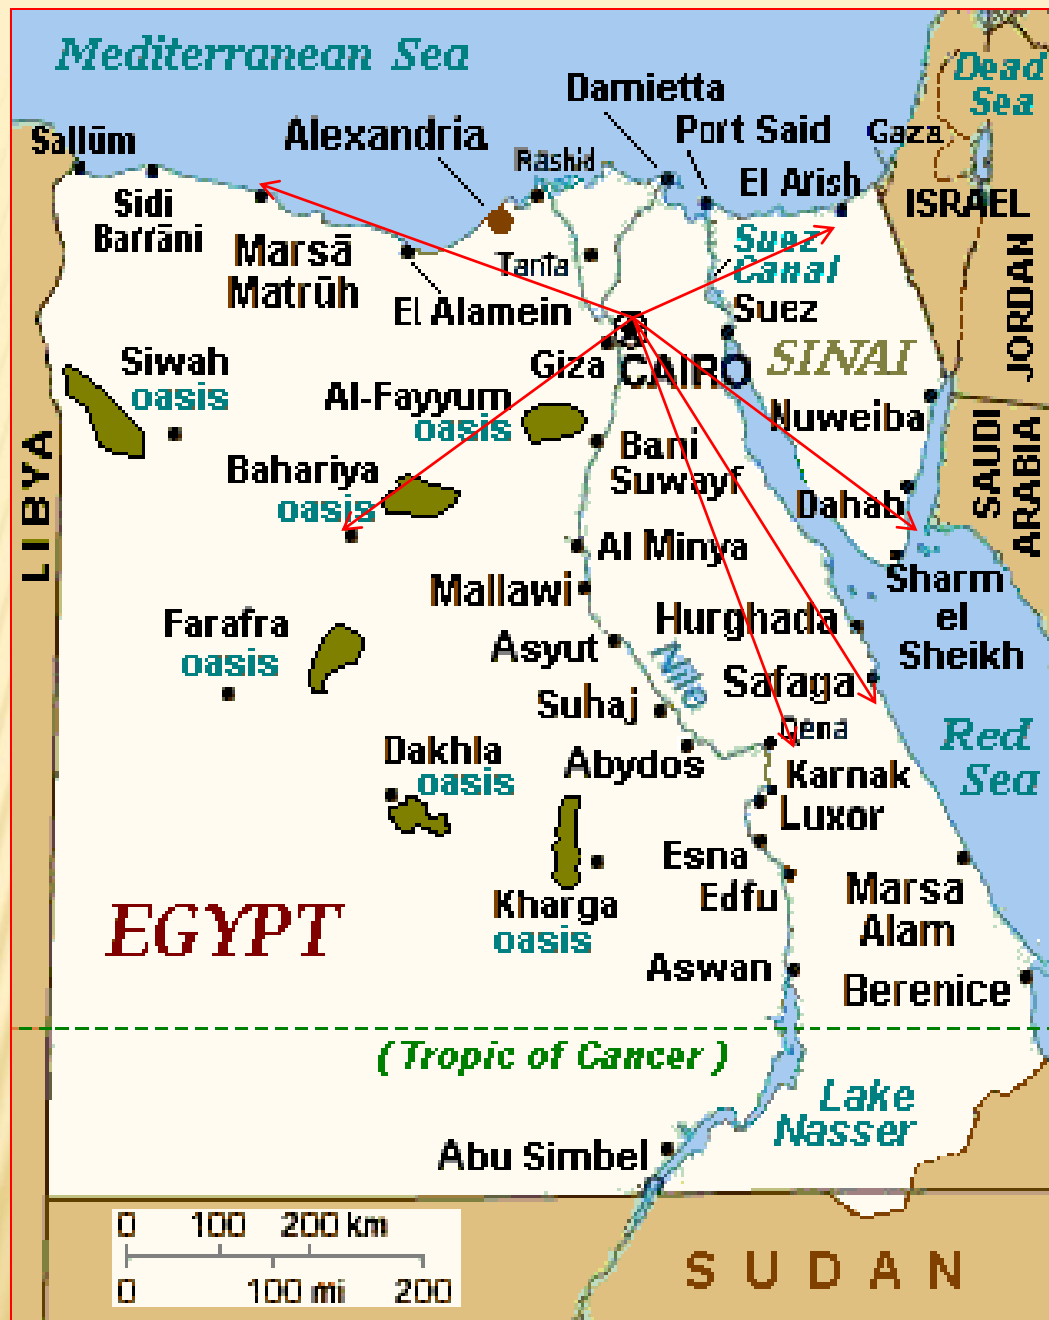 Mediterranean Sea
Dead
Sea
Damietta
Sallūm
Alexandria
Port Said
Gaza
Rashid
El Arish
Sidi
Barrāni
ISRAEL
Marsā
Matrūh
Tanta
Suez
Canal
El Alamein
Suez
JORDAN
Siwah
oasis
Giza
CAIRO
SINAI
Al-Fayyum
oasis
Nuweiba
SAUDI
ARABIA
LIBYA
Bahariya
oasis
Bani
Suwayf
Dahab
Al Minya
Mallawi
Sharm
el
Sheikh
Farafra
oasis
Hurghada
Asyut
Nile
Safaga
Suhaj
Qena
Red
Sea
Dakhla
oasis
Abydos
Karnak
Luxor
Esna
Edfu
Marsa
Alam
Kharga
oasis
EGYPT
Aswan
Berenice
( Tropic of Cancer )
Lake
Nasser
Abu Simbel
0 100 200 km
0 100 mi 200
SUDAN